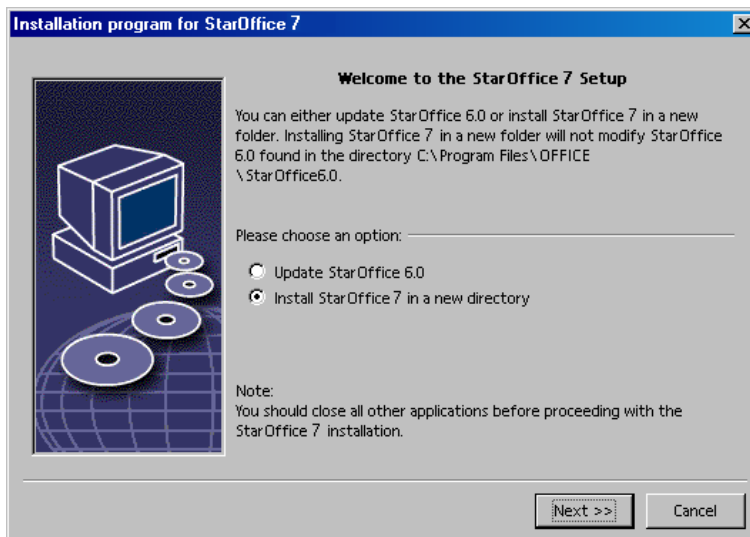 Installation program for StarOffice 7
Welcome to the StarOffice 7 Setup
You can either update StarOffice 6.0 or install StarOffice 7 in a new
folder. Installing StarOffice 7 in a new folder will not modify StarOffice
6.0 found in the directory C:\Program Files\OFFICE
\StarOffice6.0.
Please choose an option:
Update StarOffice 6.0
Install StarOffice 7 in a new directory
Note:
You should close all other applications before proceeding with the
StarOffice 7 installation.
Next >>
Cancel